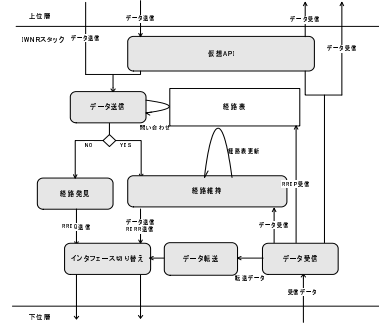 上位層
データ送信
データ受信
IWNRスタック
データ送信
データ受信
仮想API
データ送信
経路表
問い合わせ
NO
YES
経路表更新
RREP受信
経路発見
経路維持
RREQ送信
データ送信
RERR送信
データ受信
インタフェース切り替え
データ転送
データ受信
転送データ
受信データ
下位層